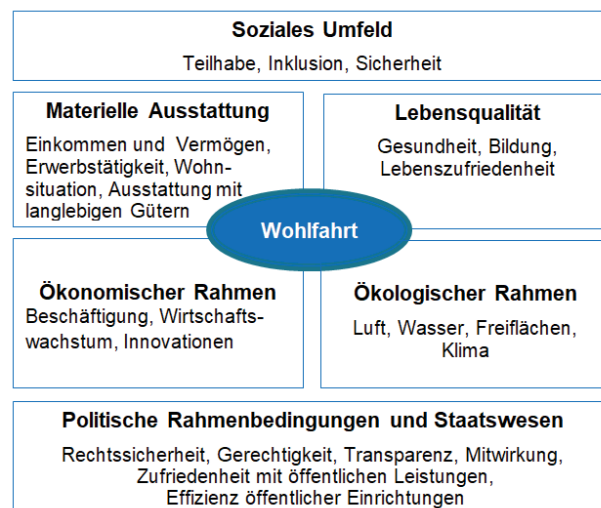 Soziales Umfeld
Teilhabe, Inklusion, Sicherheit
Materielle Ausstattung
Einkommen und Vermögen,
Erwerbstätigkeit, Wohn-
situation, Ausstattung mit
langlebigen Gütern
Lebensqualität
Gesundheit, Bildung,
Lebenszufriedenheit
Wohlfahrt
Ökonomischer Rahmen
Beschäftigung, Wirtschafts-
wachstum, Innovationen
Ökologischer Rahmen
Luft, Wasser, Freiflächen,
Klima
Politische Rahmenbedingungen und Staatswesen
Rechtssicherheit, Gerechtigkeit, Transparenz, Mitwirkung,
Zufriedenheit mit öffentlichen Leistungen,
Effizienz öffentlicher Einrichtungen